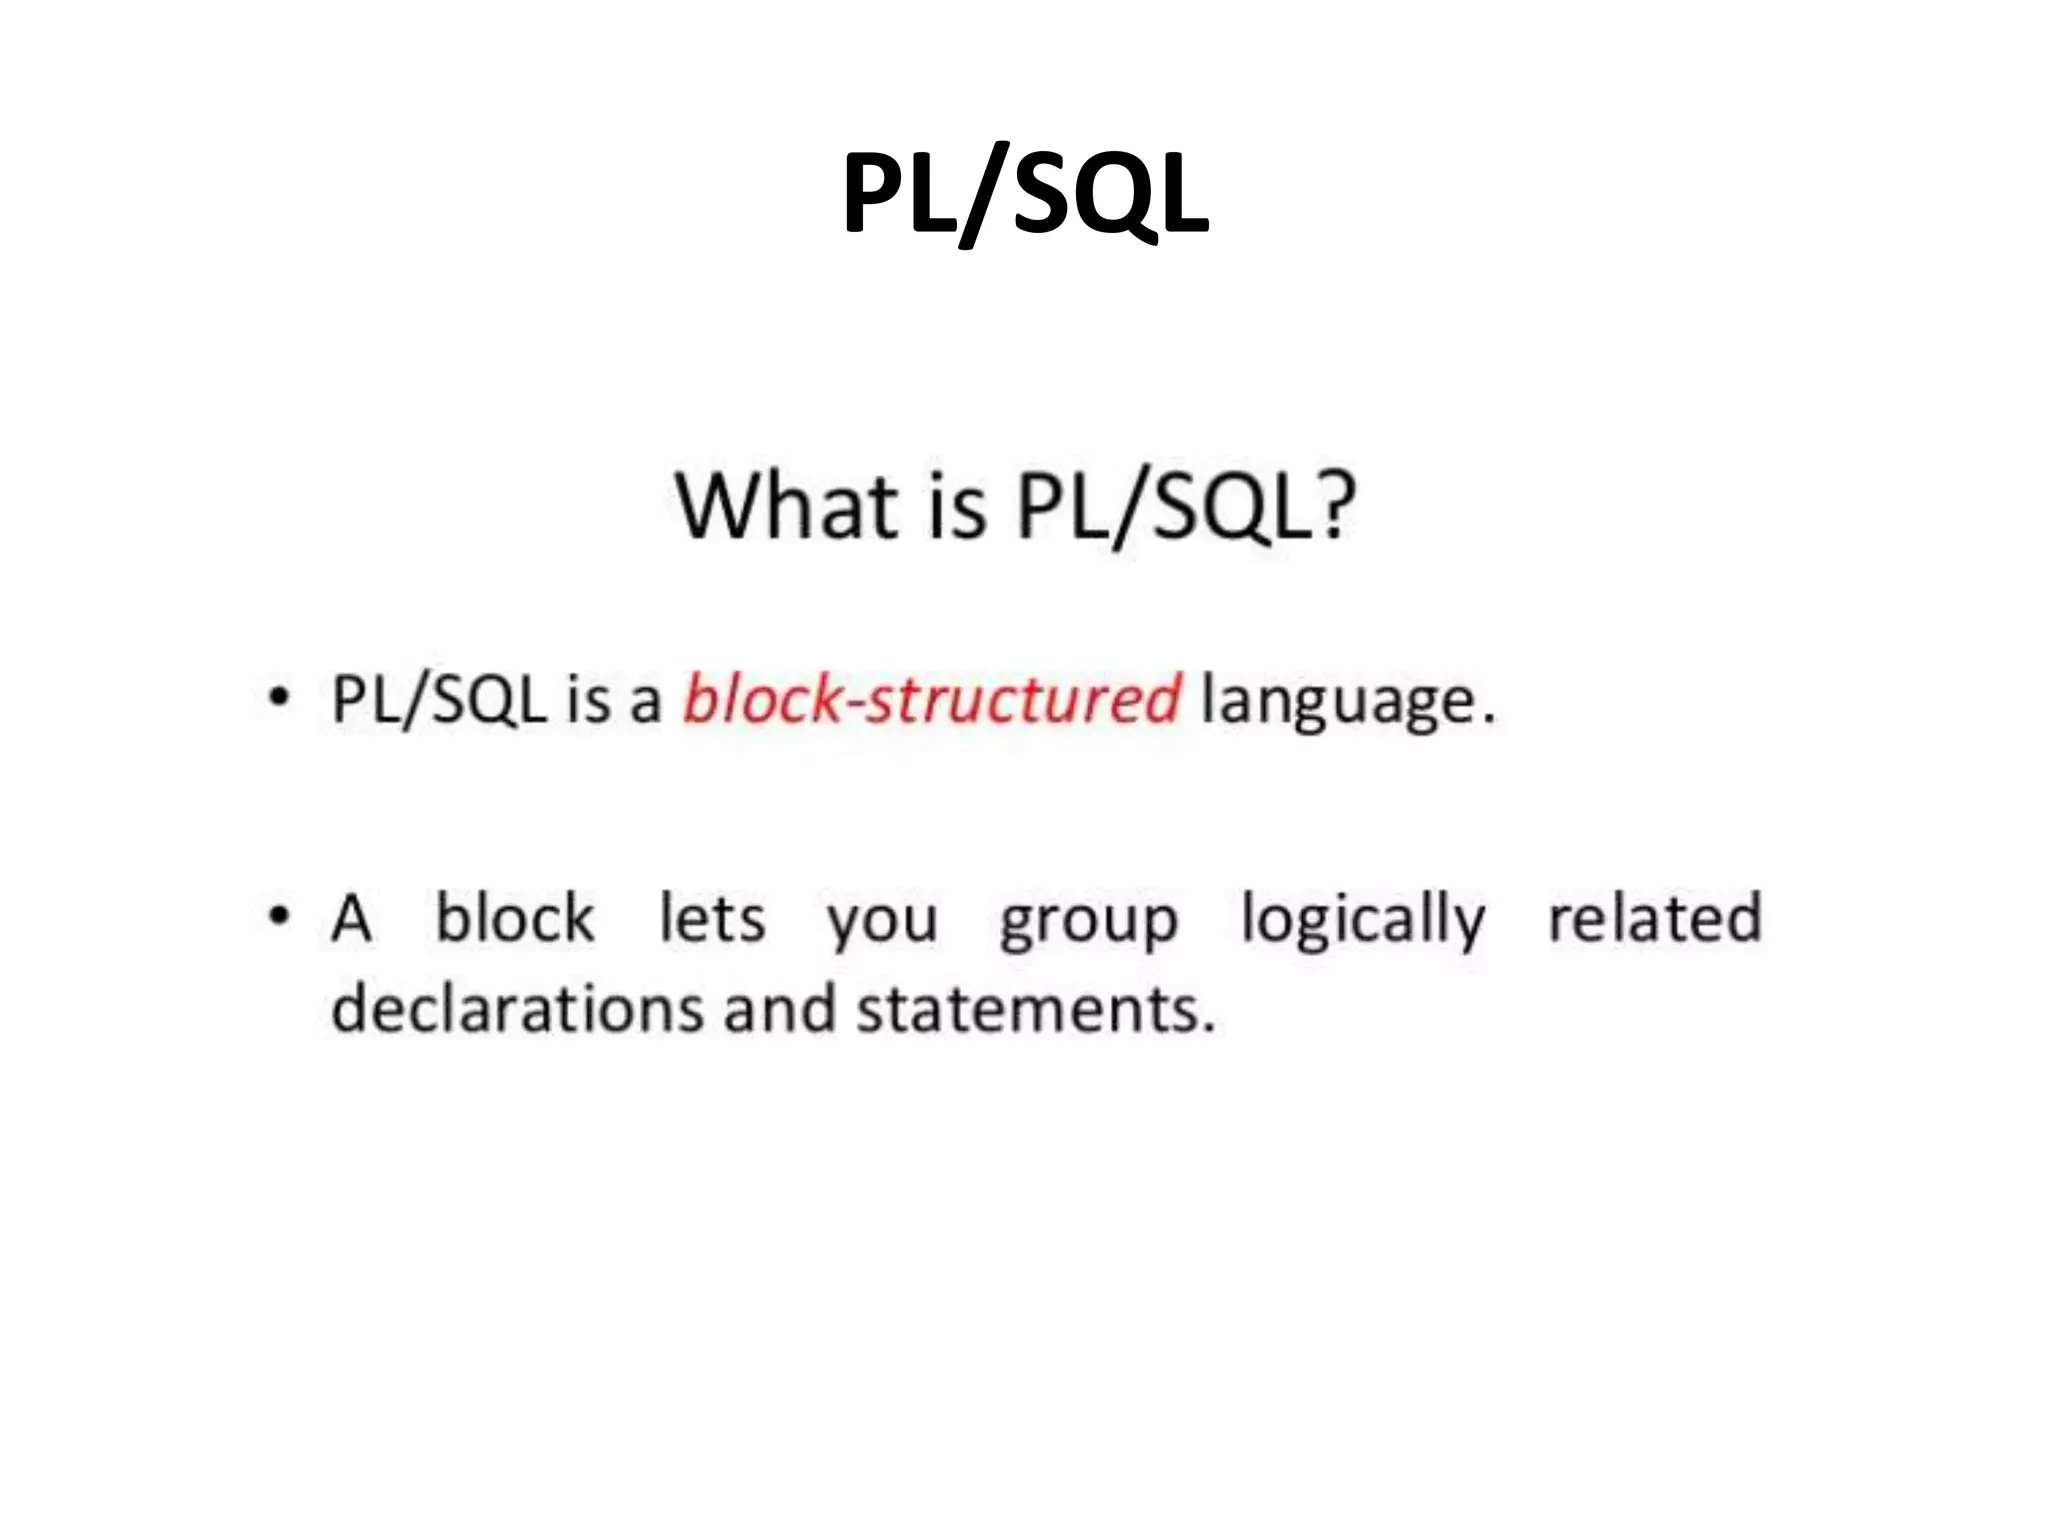 PL/SQL
What is PL/SQL?
• PL/SQL is a block-structured language.
• A block lets you group logically related
declarations and statements.